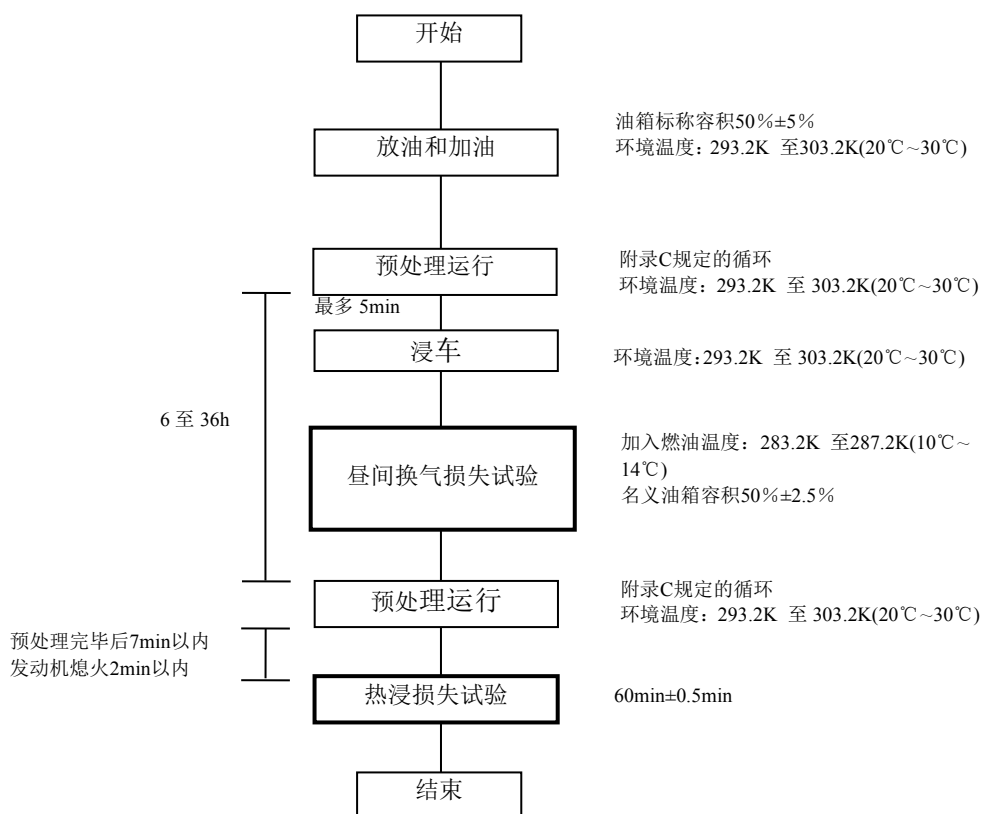 开始
放油和加油
油箱标称容积50%±5%
环境温度：293.2K 至303.2K(20℃~30℃)
预处理运行
附录C规定的循环
环境温度：293.2K 至 303.2K(20℃~30℃)
最多 5min
浸车
环境温度：293.2K 至 303.2K(20℃~30℃)
6 至 36h
昼间换气损失试验
加入燃油温度：283.2K 至287.2K(10℃~
14℃)
名义油箱容积50%±2.5%
预处理运行
附录C规定的循环
环境温度：293.2K 至 303.2K(20℃~30℃)
预处理完毕后7min以内
发动机熄火2min以内
热浸损失试验
60min±0.5min
结束